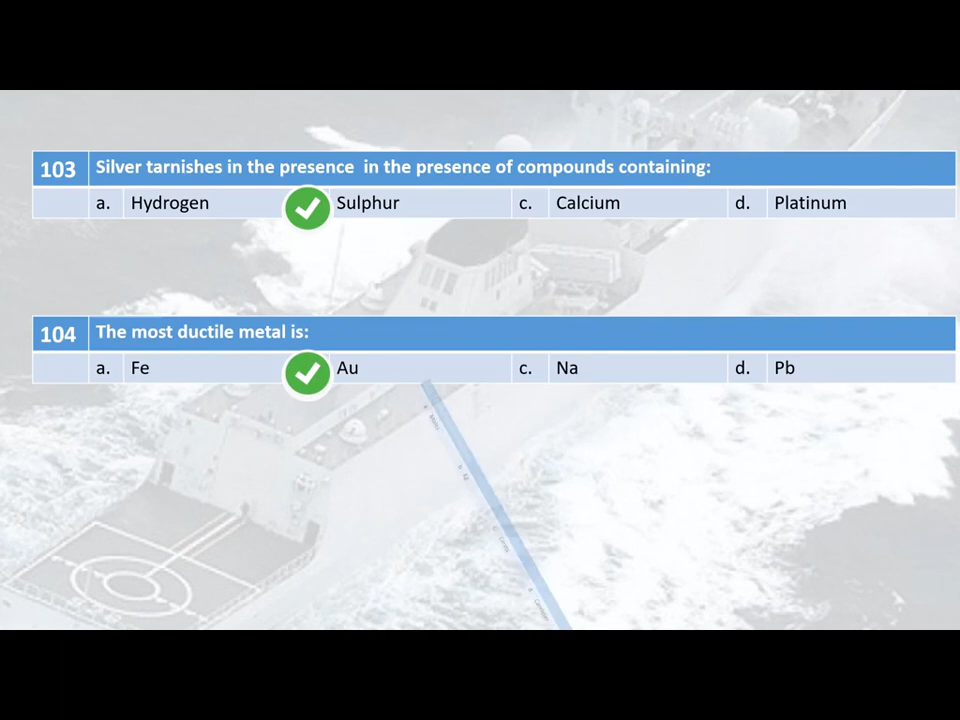 103 Silver tarnishes in the presence  in the presence of compounds containing:
a. Hydrogen Sulphur c. Calcium d. Platinum
104 The most ductile metal is:
a. Fe Au c. Na d. Pb